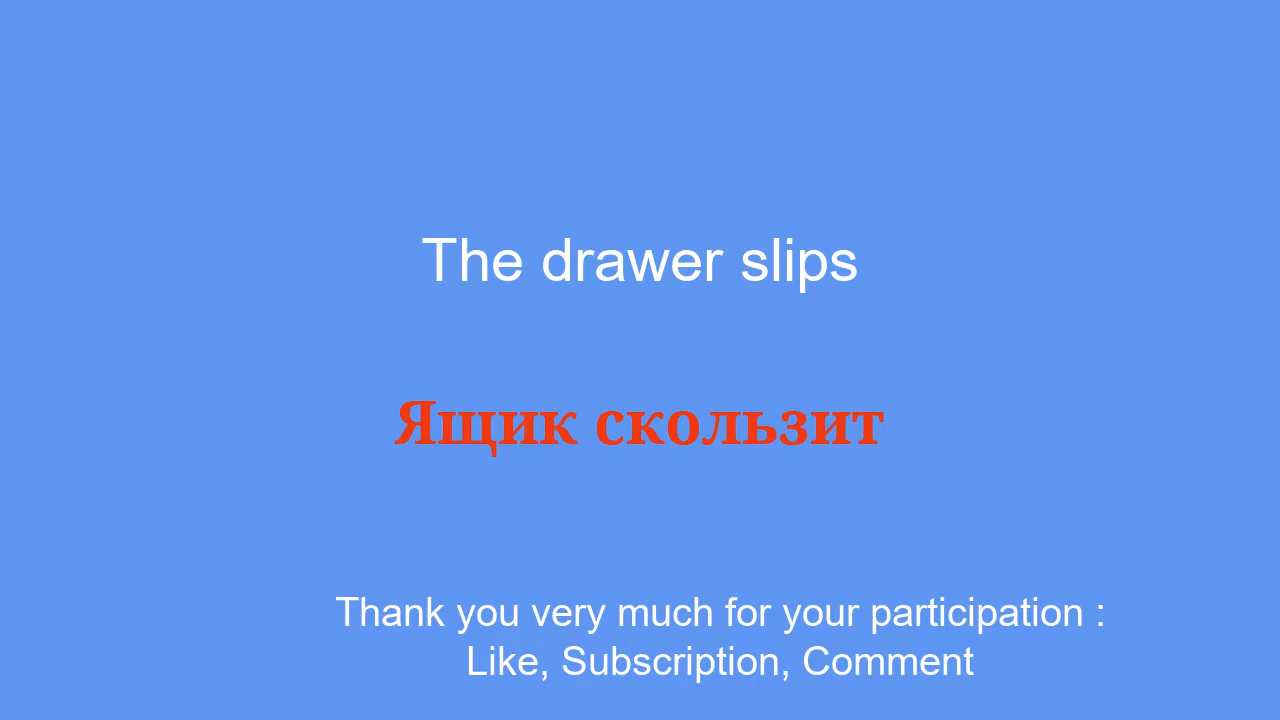 The drawer slips
Ящик скользит
Thank you very much for your participation :
Like, Subscription, Comment